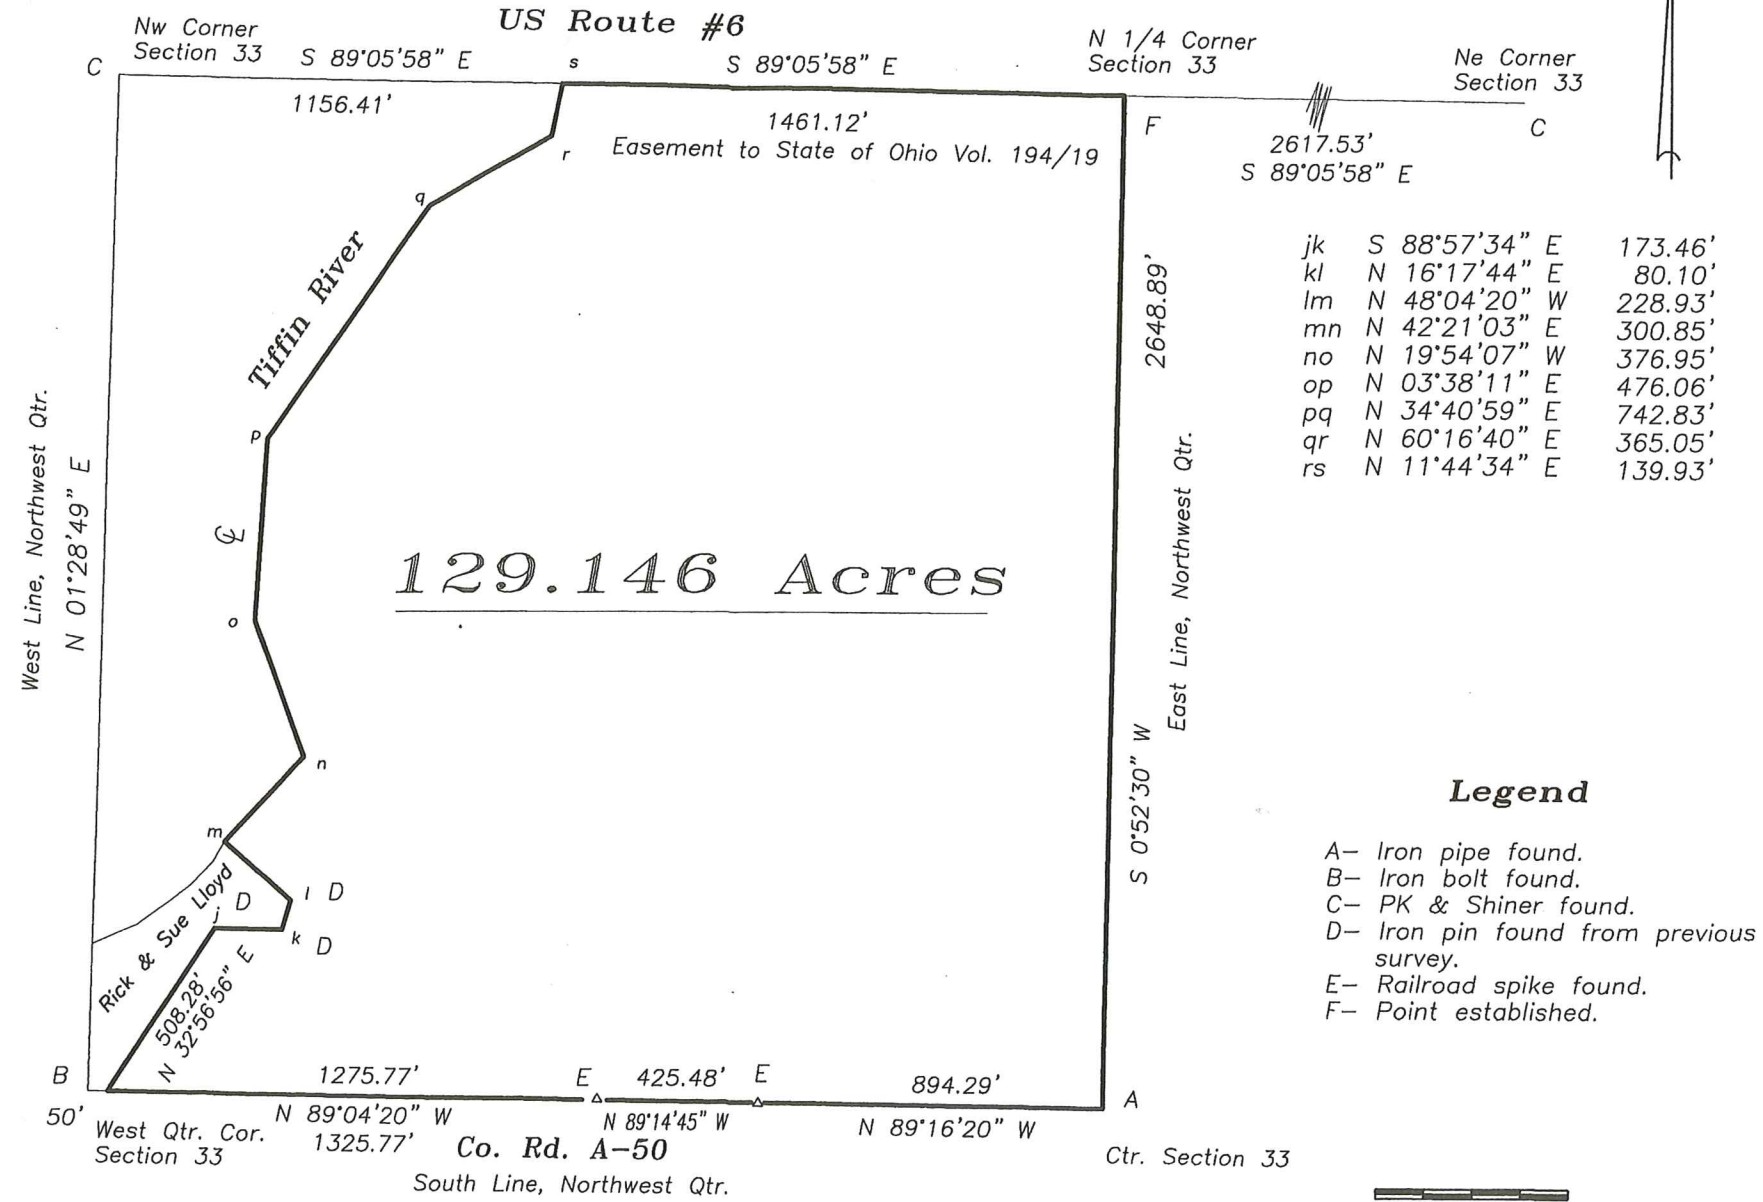 US Route #6
Nw Corner
Section 33
S 89°05'58" E
s
S 89°05'58" E
N 1/4 Corner
Section 33
Ne Corner
Section 33
C
1156.41'
1461.12'
F
C
r
Easement to State of Ohio Vol. 194/19
2617.53'
S 89°05'58" E
q
Tiffin River
2648.89'
jk S 88°57'34" E 173.46'
kl N 16°17'44" E 80.10'
lm N 48°04'20" W 228.93'
mn N 42°21'03" E 300.85'
no N 19°54'07" W 376.95'
op N 03°38'11" E 476.06'
pq N 34°40'59" E 742.83'
qr N 60°16'40" E 365.05'
rs N 11°44'34" E 139.93'
West Line, Northwest Qtr.
N 01°28'49" E
p
℄
East Line, Northwest Qtr.
129.146 Acres
o
n
S 0°52'30" W
m
Legend
A– Iron pipe found.
B– Iron bolt found.
C– PK & Shiner found.
D– Iron pin found from previous
survey.
E– Railroad spike found.
F– Point established.
l D
j D
k D
Rick & Sue Lloyd
508.28'
N 32°56'56" E
B
1275.77'
E
425.48'
E
894.29'
A
50'
N 89°04'20" W
N 89°14'45" W
N 89°16'20" W
West Qtr. Cor.
Section 33
1325.77'
Co. Rd. A–50
Ctr. Section 33
South Line, Northwest Qtr.